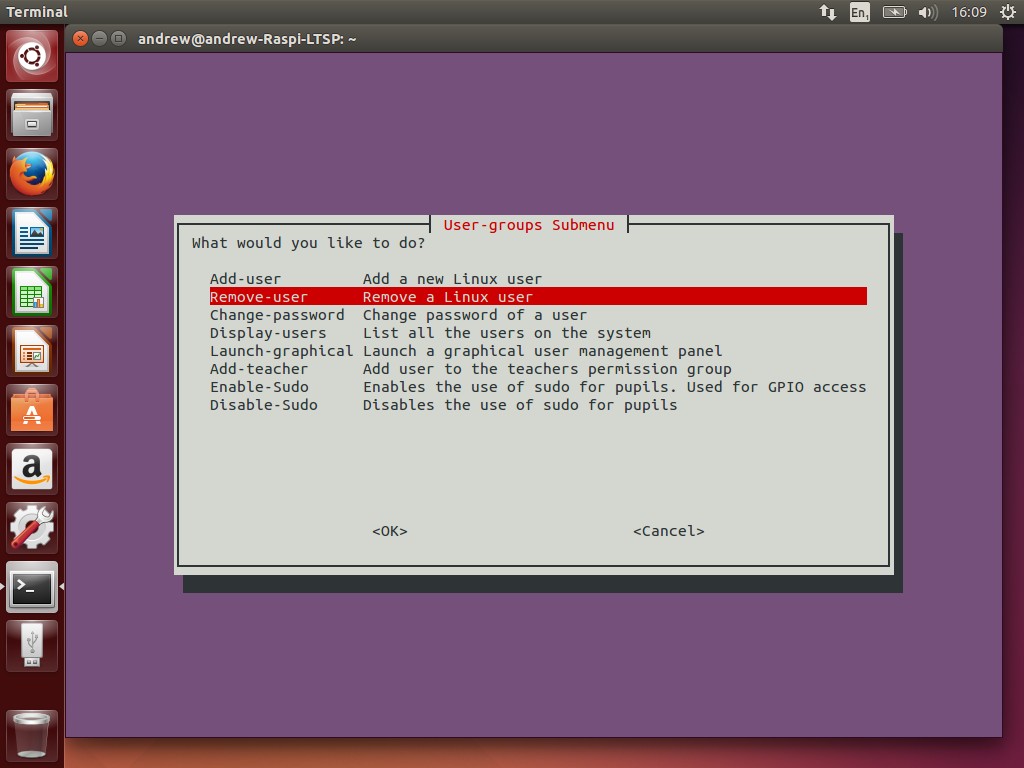 Terminal
En1
16:09
andrew@andrew-Raspi-LTSP: ~
User-groups Submenu
What would you like to do?
Add-user Add a new Linux user
Remove-user Remove a Linux user
Change-password Change password of a user
Display-users List all the users on the system
Launch-graphical Launch a graphical user management panel
Add-teacher Add user to the teachers permission group
Enable-Sudo Enables the use of sudo for pupils. Used for GPIO access
Disable-Sudo Disables the use of sudo for pupils
<OK> <Cancel>